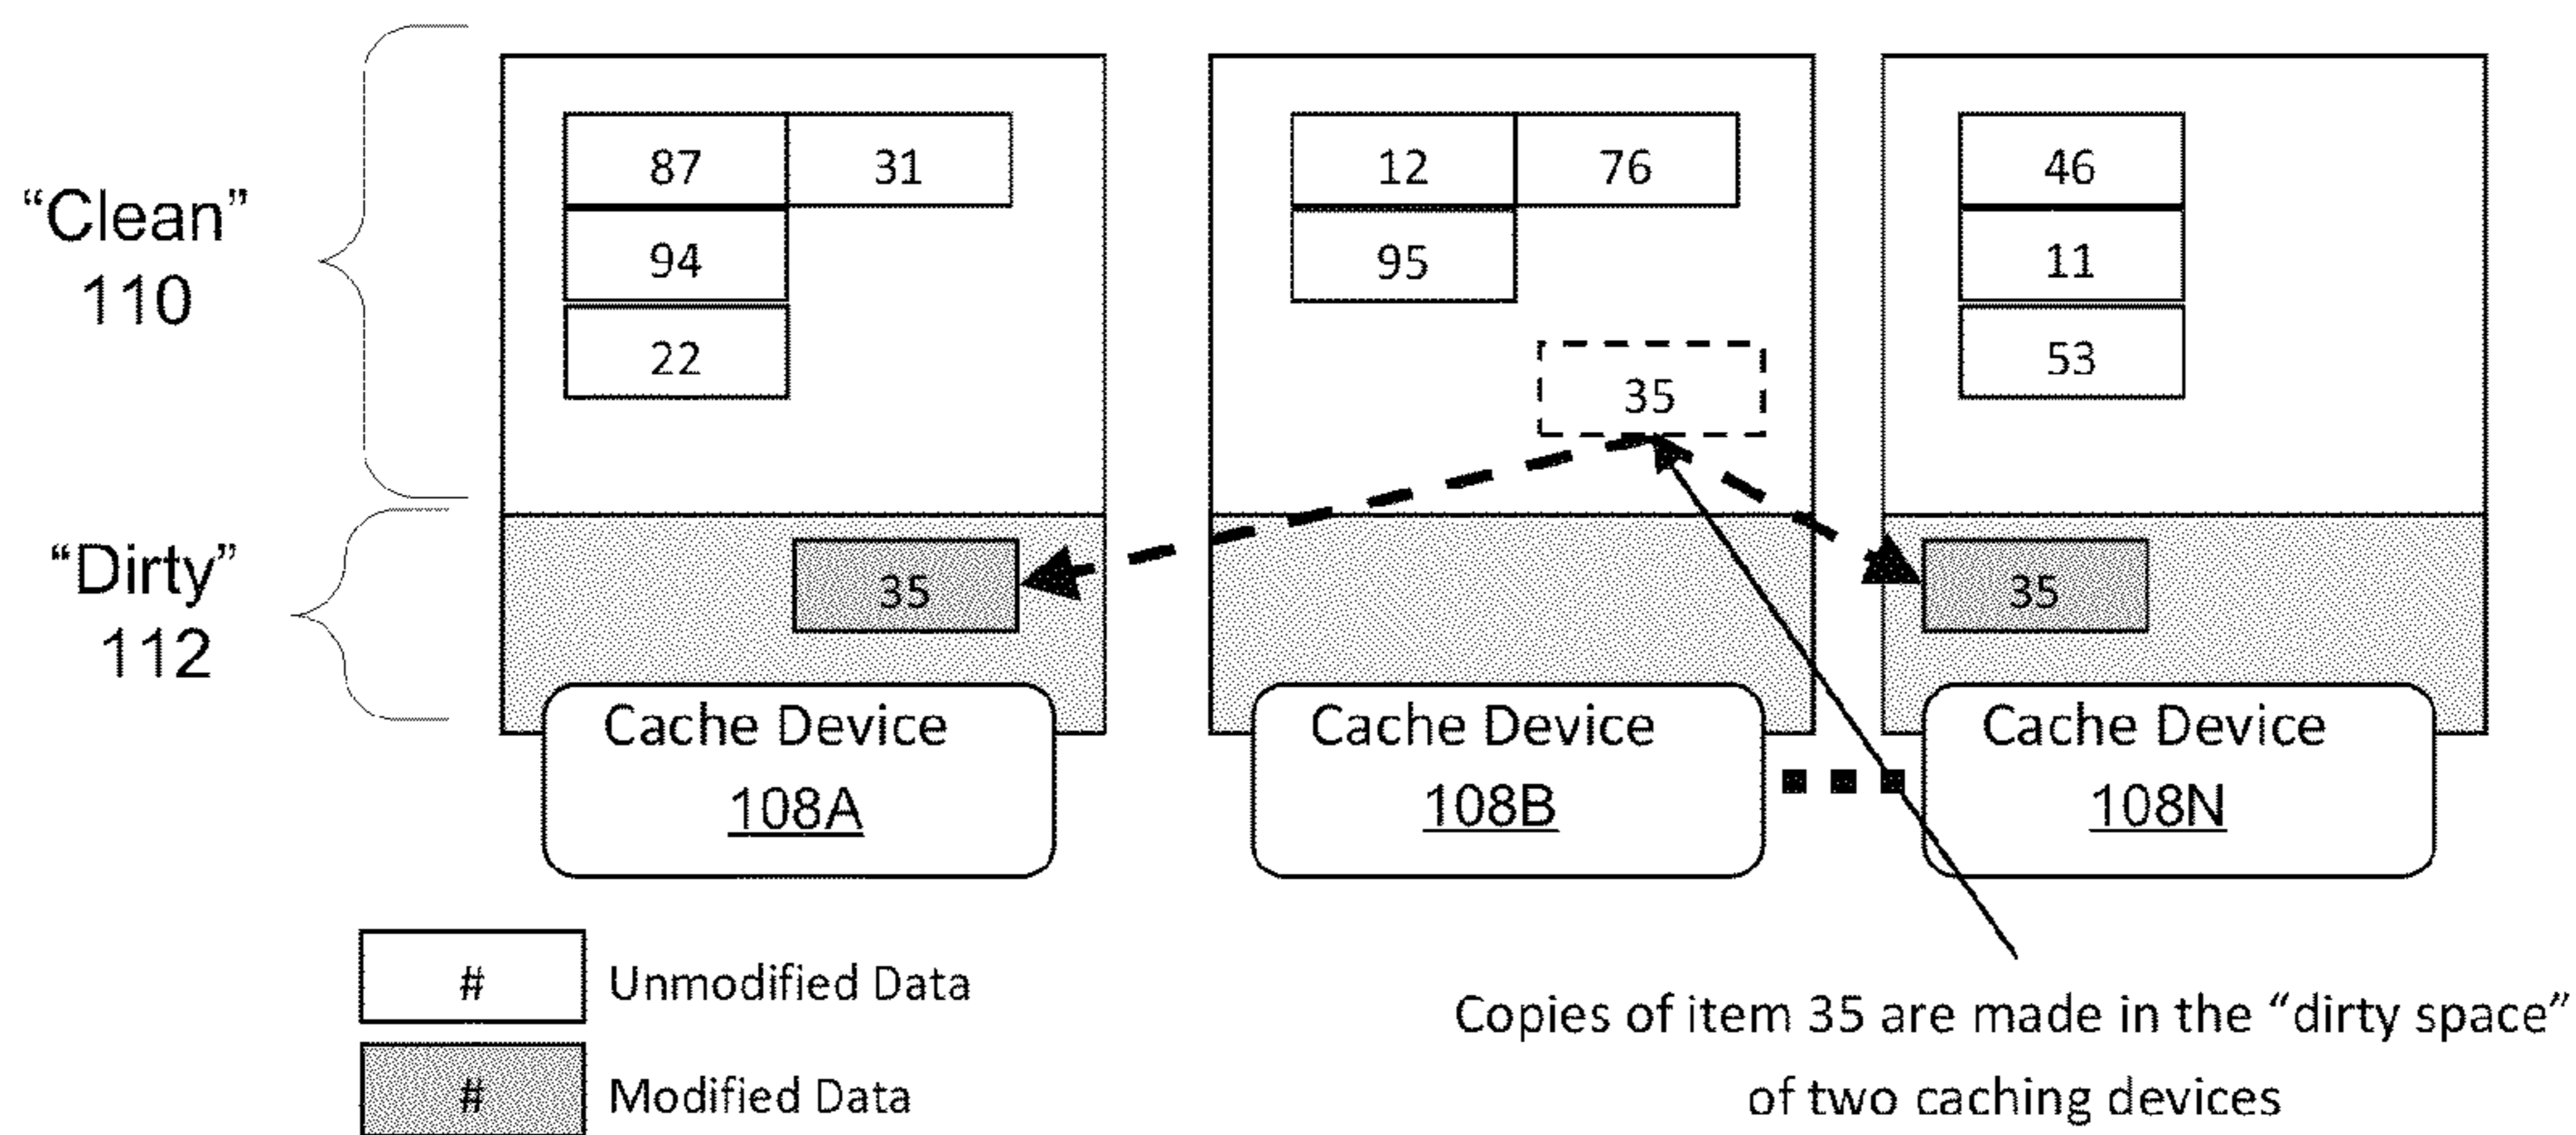 87 31 12 76 46
"Clean"
110
94 95 11
22 35 53
"Dirty"
112
35 35
Cache Device Cache Device Cache Device
108A 108B 108N
# Unmodified Data
# Modified Data
Copies of item 35 are made in the “dirty space”
of two caching devices